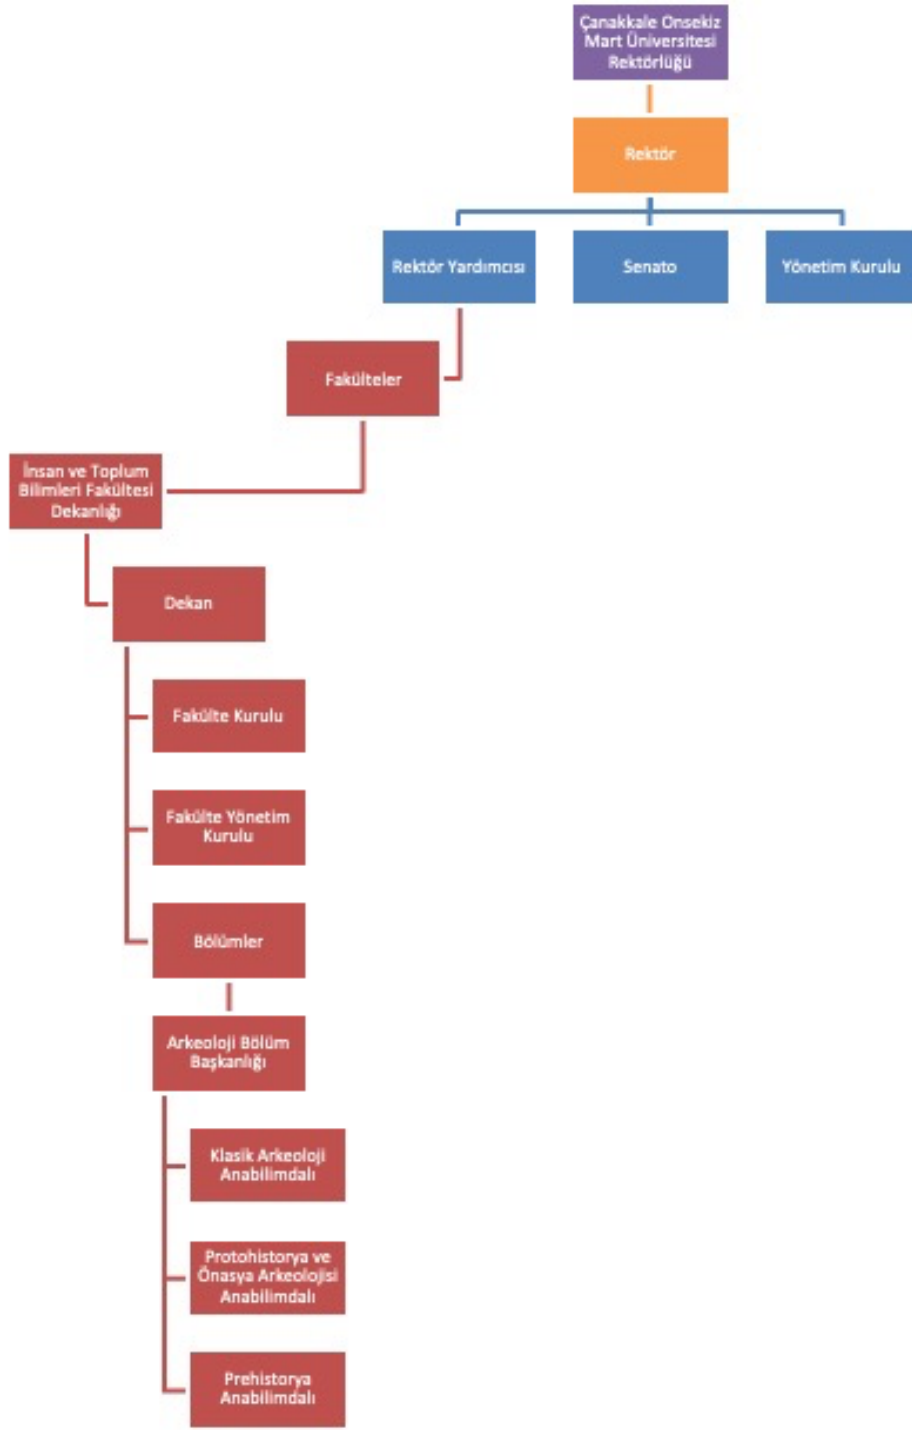 Çanakkale Onsekiz
Mart Üniversitesi
Rektörlüğü
Rektör
Rektör Yardımcısı
Senato
Yönetim Kurulu
Fakülteler
İnsan ve Toplum
Bilimleri Fakültesi
Dekanlığı
Dekan
Fakülte Kurulu
Fakülte Yönetim
Kurulu
Bölümler
Arkeoloji Bölüm
Başkanlığı
Klasik Arkeoloji
Anabilimdalı
Protohistorya ve
Önasya Arkeolojisi
Anabilimdalı
Prehistorya
Anabilimdalı